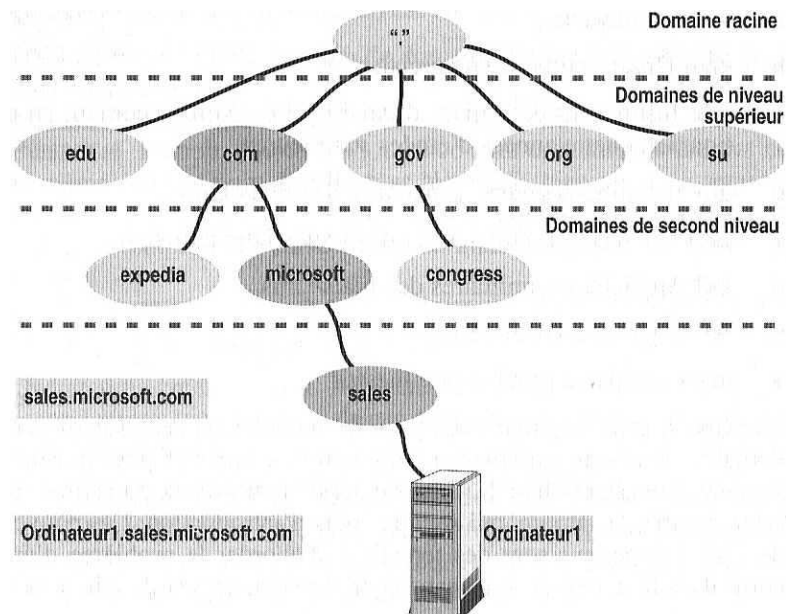 Domaine racine
“.”
Domaines de niveau
supérieur
edu
com
gov
org
su
Domaines de second niveau
expedia
microsoft
congress
sales.microsoft.com
sales
Ordinateur1.sales.microsoft.com
Ordinateur1